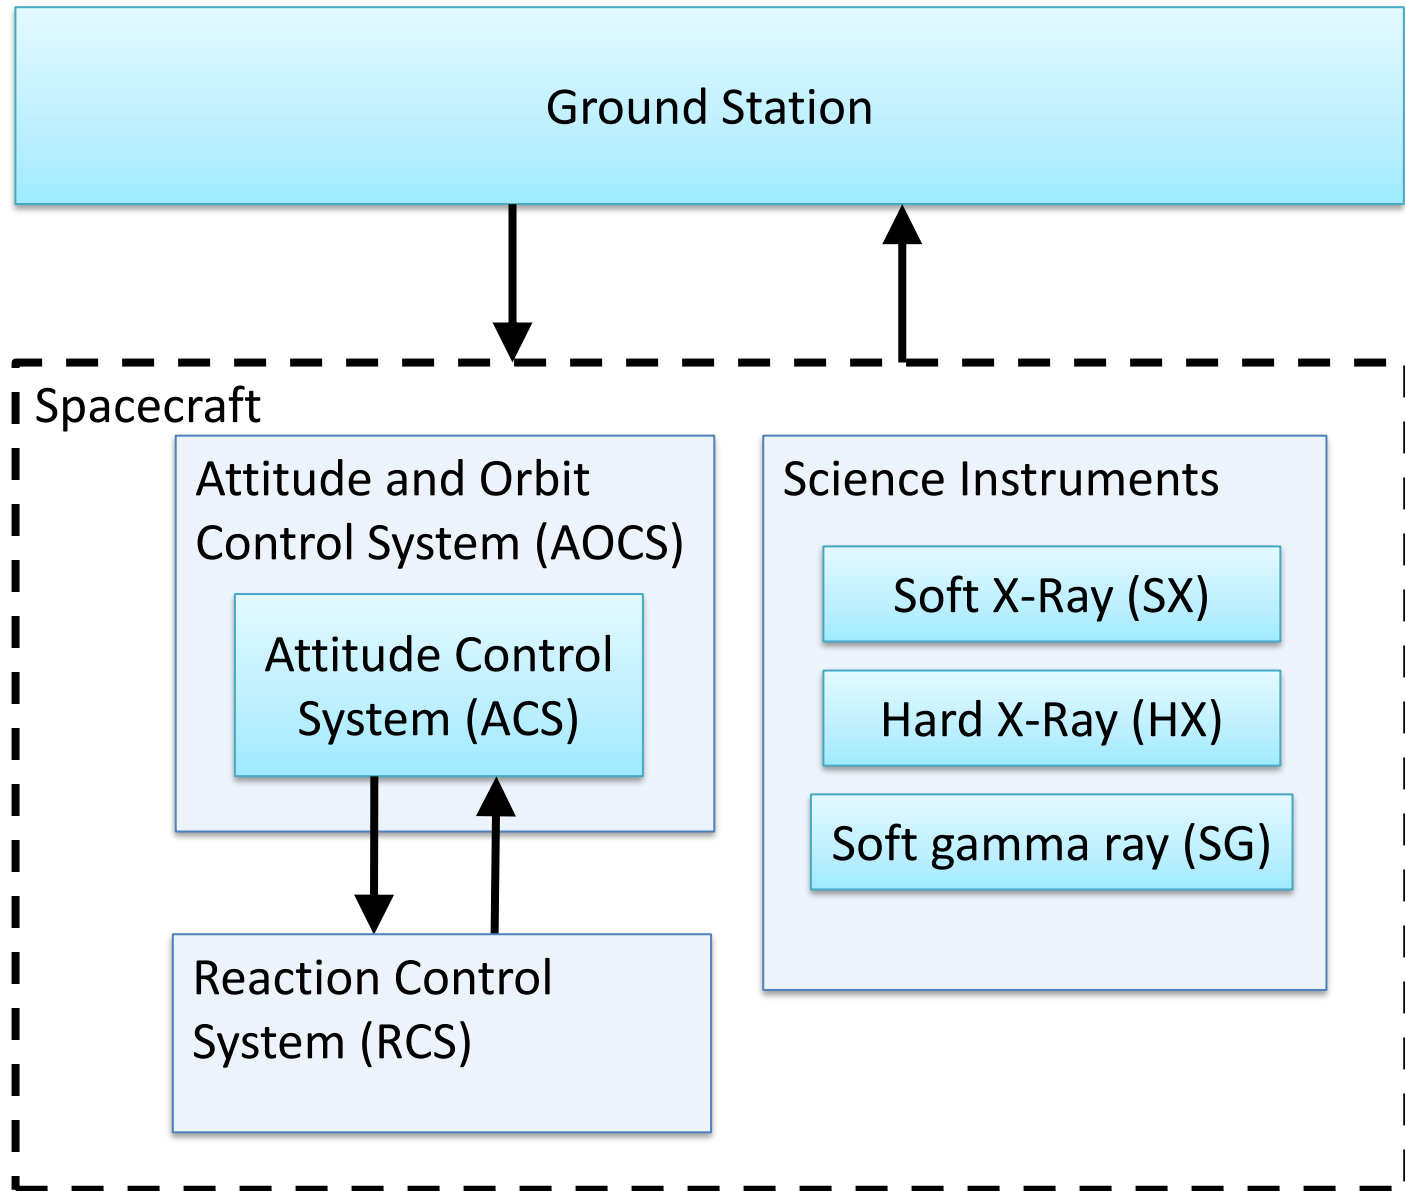 Ground Station
Spacecraft
Attitude and Orbit
Control System (AOCS)
Attitude Control
System (ACS)
Reaction Control
System (RCS)
Science Instruments
Soft X-Ray (SX)
Hard X-Ray (HX)
Soft gamma ray (SG)